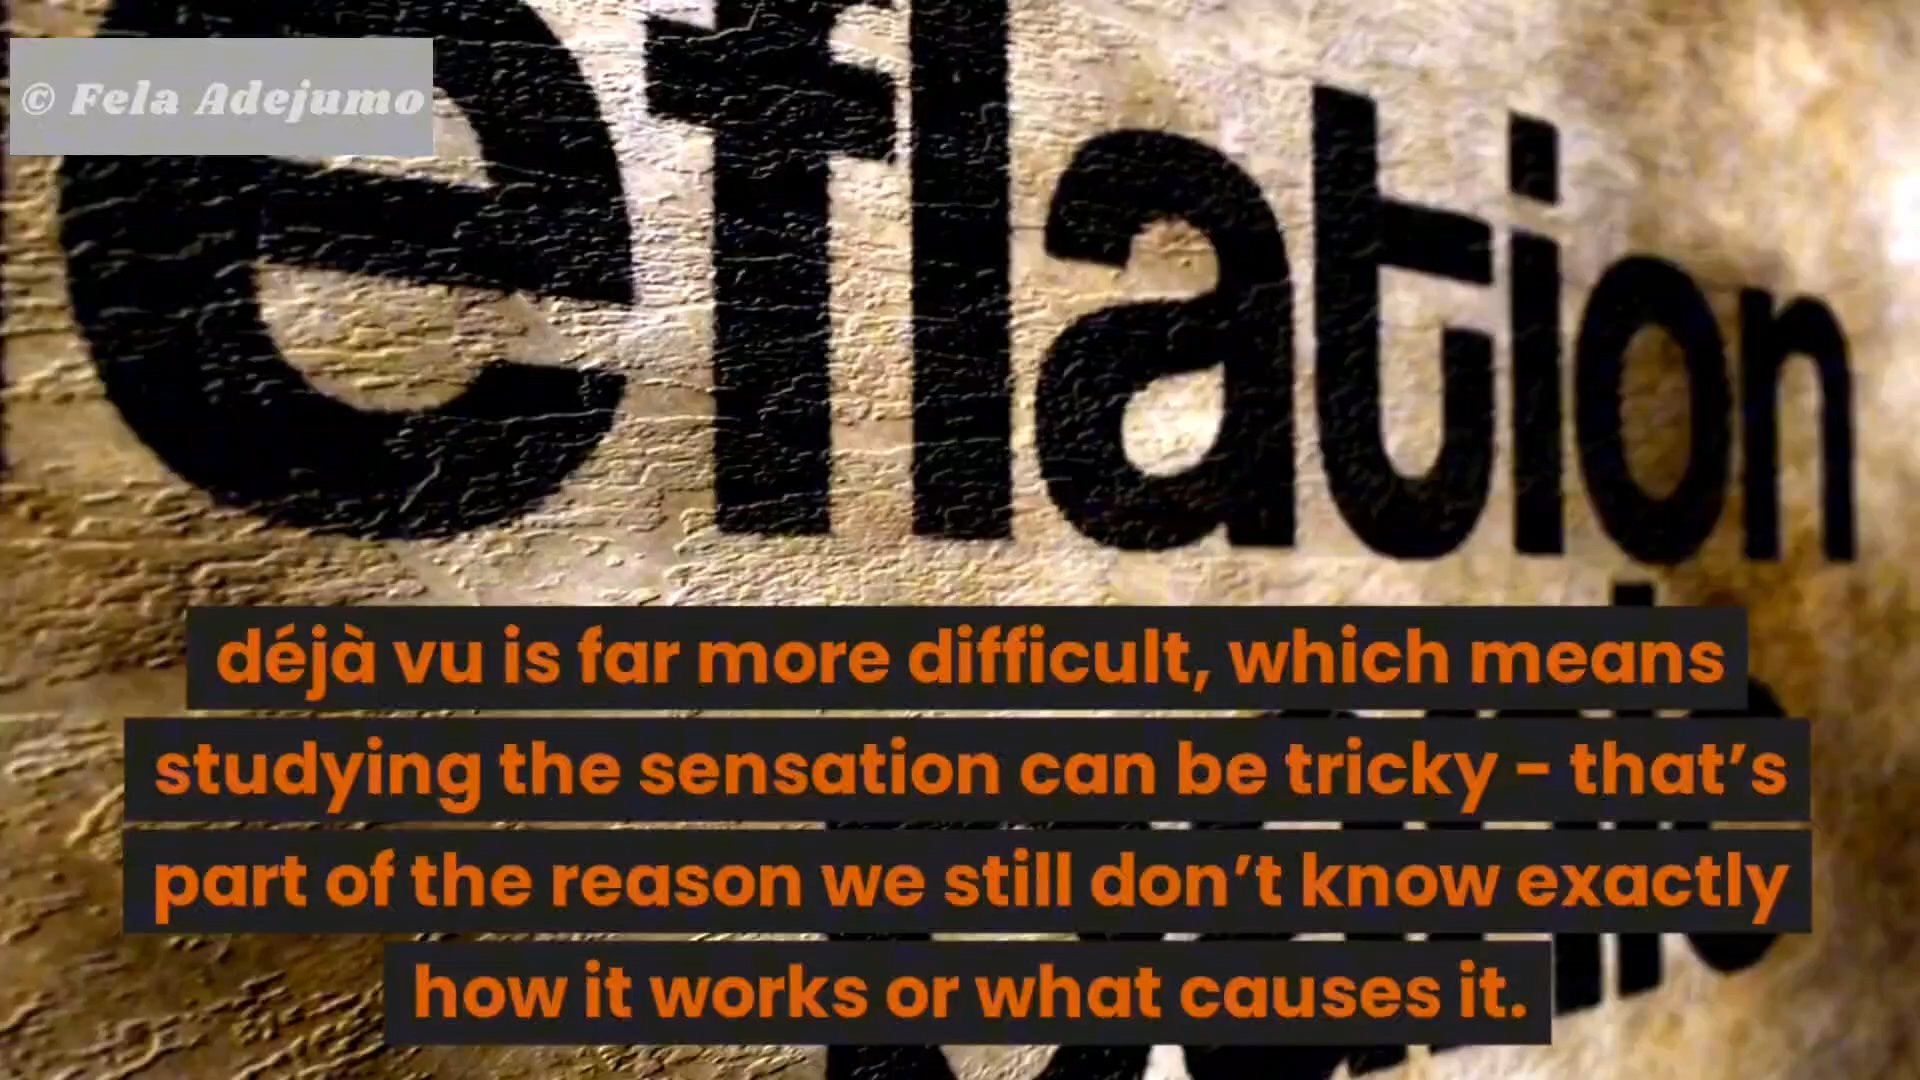 © Fela Adejumo
eflation
déjà vu is far more difficult, which means
studying the sensation can be tricky - that's
part of the reason we still don't know exactly
how it works or what causes it.